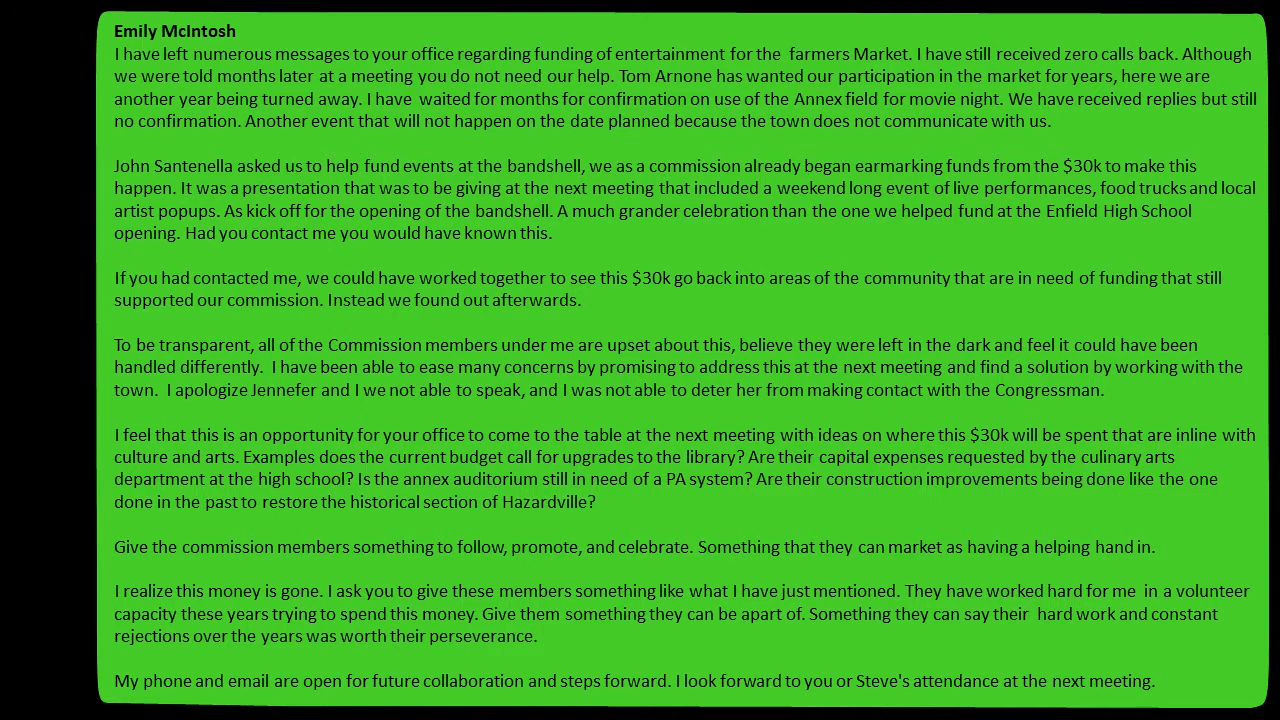 Emily McIntosh
I have left numerous messages to your office regarding funding of entertainment for the  farmers Market. I have still received zero calls back. Although
we were told months later at a meeting you do not need our help. Tom Arnone has wanted our participation in the market for years, here we are
another year being turned away. I have  waited for months for confirmation on use of the Annex field for movie night. We have received replies but still
no confirmation. Another event that will not happen on the date planned because the town does not communicate with us.

John Santenella asked us to help fund events at the bandshell, we as a commission already began earmarking funds from the $30k to make this
happen. It was a presentation that was to be giving at the next meeting that included a weekend long event of live performances, food trucks and local
artist popups. As kick off for the opening of the bandshell. A much grander celebration than the one we helped fund at the Enfield High School
opening. Had you contact me you would have known this.

If you had contacted me, we could have worked together to see this $30k go back into areas of the community that are in need of funding that still
supported our commission. Instead we found out afterwards.

To be transparent, all of the Commission members under me are upset about this, believe they were left in the dark and feel it could have been
handled differently.  I have been able to ease many concerns by promising to address this at the next meeting and find a solution by working with the
town.  I apologize Jennefer and I we not able to speak, and I was not able to deter her from making contact with the Congressman.

I feel that this is an opportunity for your office to come to the table at the next meeting with ideas on where this $30k will be spent that are inline with
culture and arts. Examples does the current budget call for upgrades to the library? Are their capital expenses requested by the culinary arts
department at the high school? Is the annex auditorium still in need of a PA system? Are their construction improvements being done like the one
done in the past to restore the historical section of Hazardville?

Give the commission members something to follow, promote, and celebrate. Something that they can market as having a helping hand in.

I realize this money is gone. I ask you to give these members something like what I have just mentioned. They have worked hard for me  in a volunteer
capacity these years trying to spend this money. Give them something they can be apart of. Something they can say their  hard work and constant
rejections over the years was worth their perseverance.

My phone and email are open for future collaboration and steps forward. I look forward to you or Steve's attendance at the next meeting.